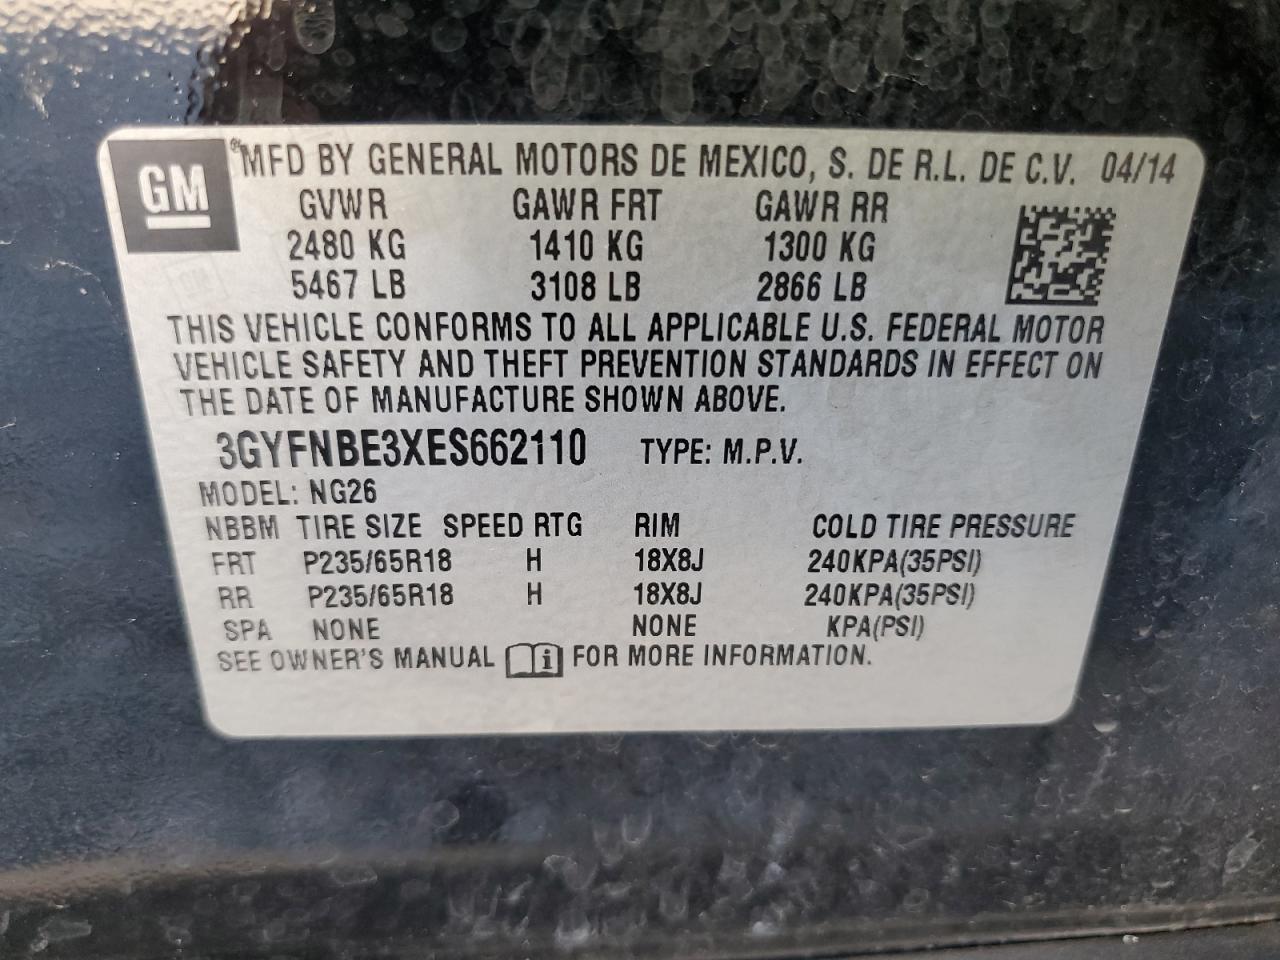 GM
® MFD BY GENERAL MOTORS DE MEXICO, S. DE R.L. DE C.V. 04/14
GVWR GAWR FRT GAWR RR
2480 KG 1410 KG 1300 KG
5467 LB 3108 LB 2866 LB
THIS VEHICLE CONFORMS TO ALL APPLICABLE U.S. FEDERAL MOTOR
VEHICLE SAFETY AND THEFT PREVENTION STANDARDS IN EFFECT ON
THE DATE OF MANUFACTURE SHOWN ABOVE.
3GYFNBE3XES662110 TYPE: M.P.V.
MODEL: NG26
NBBM TIRE SIZE SPEED RTG RIM COLD TIRE PRESSURE
FRT P235/65R18 H 18X8J 240KPA(35PSI)
RR P235/65R18 H 18X8J 240KPA(35PSI)
SPA NONE NONE KPA(PSI)
SEE OWNER'S MANUAL i FOR MORE INFORMATION.